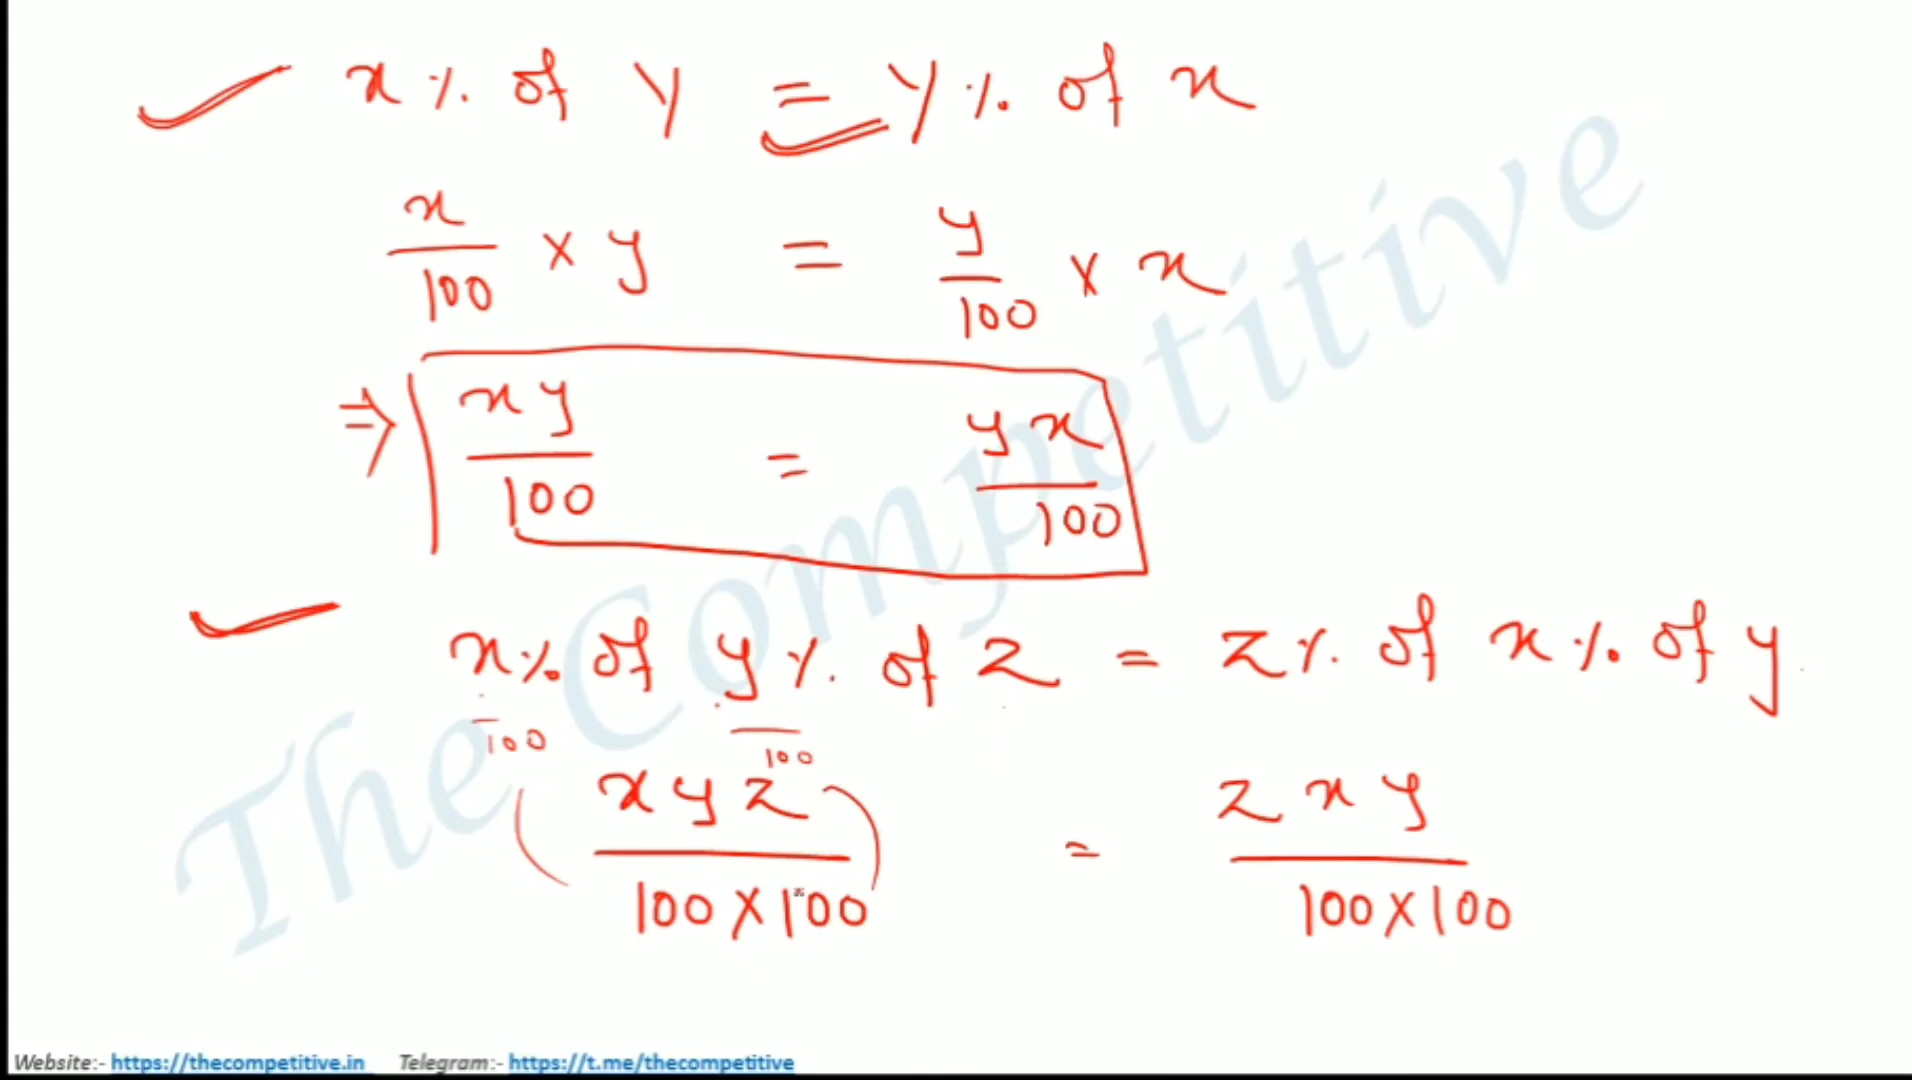 x % of y = y % of x
x/100 × y = y/100 × x
⇒ xy/100 = yx/100
x% of y % of z = z % of x % of y
/100 /100
xyz/100×100 = zxy/100×100
The Competitive
Website:- https://thecompetitive.in Telegram:- https://t.me/thecompetitive